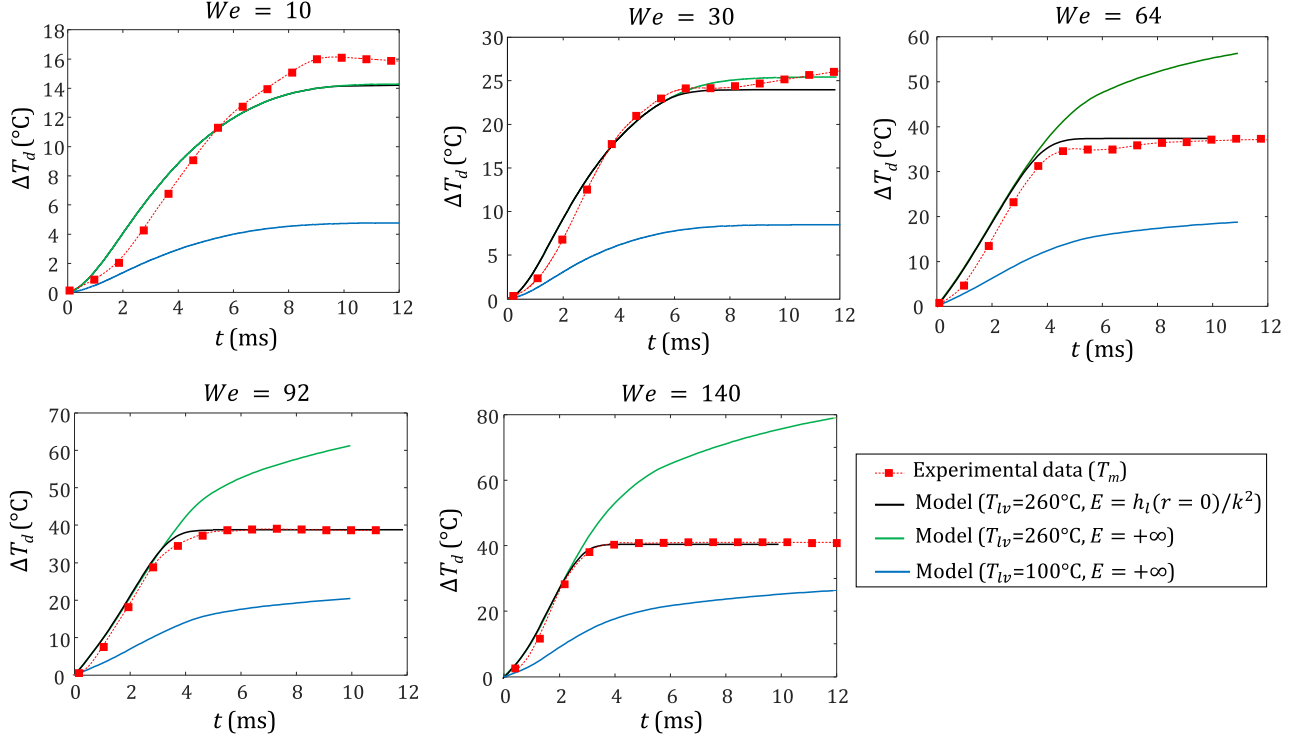 We = 10
We = 30
We = 64
18
16
14
12
10
8
6
4
2
0
ΔT_d (°C)
0 2 4 6 8 10 12
t (ms)
30
25
20
15
10
5
0
ΔT_d (°C)
0 2 4 6 8 10 12
t (ms)
60
50
40
30
20
10
0
ΔT_d (°C)
0 2 4 6 8 10 12
t (ms)
We = 92
We = 140
70
60
50
40
30
20
10
0
ΔT_d (°C)
0 2 4 6 8 10 12
t (ms)
80
60
40
20
0
ΔT_d (°C)
0 2 4 6 8 10 12
t (ms)
Experimental data (T_m)
Model (T_lv=260°C, E = h_l(r = 0)/k²)
Model (T_lv=260°C, E = +∞)
Model (T_lv=100°C, E = +∞)